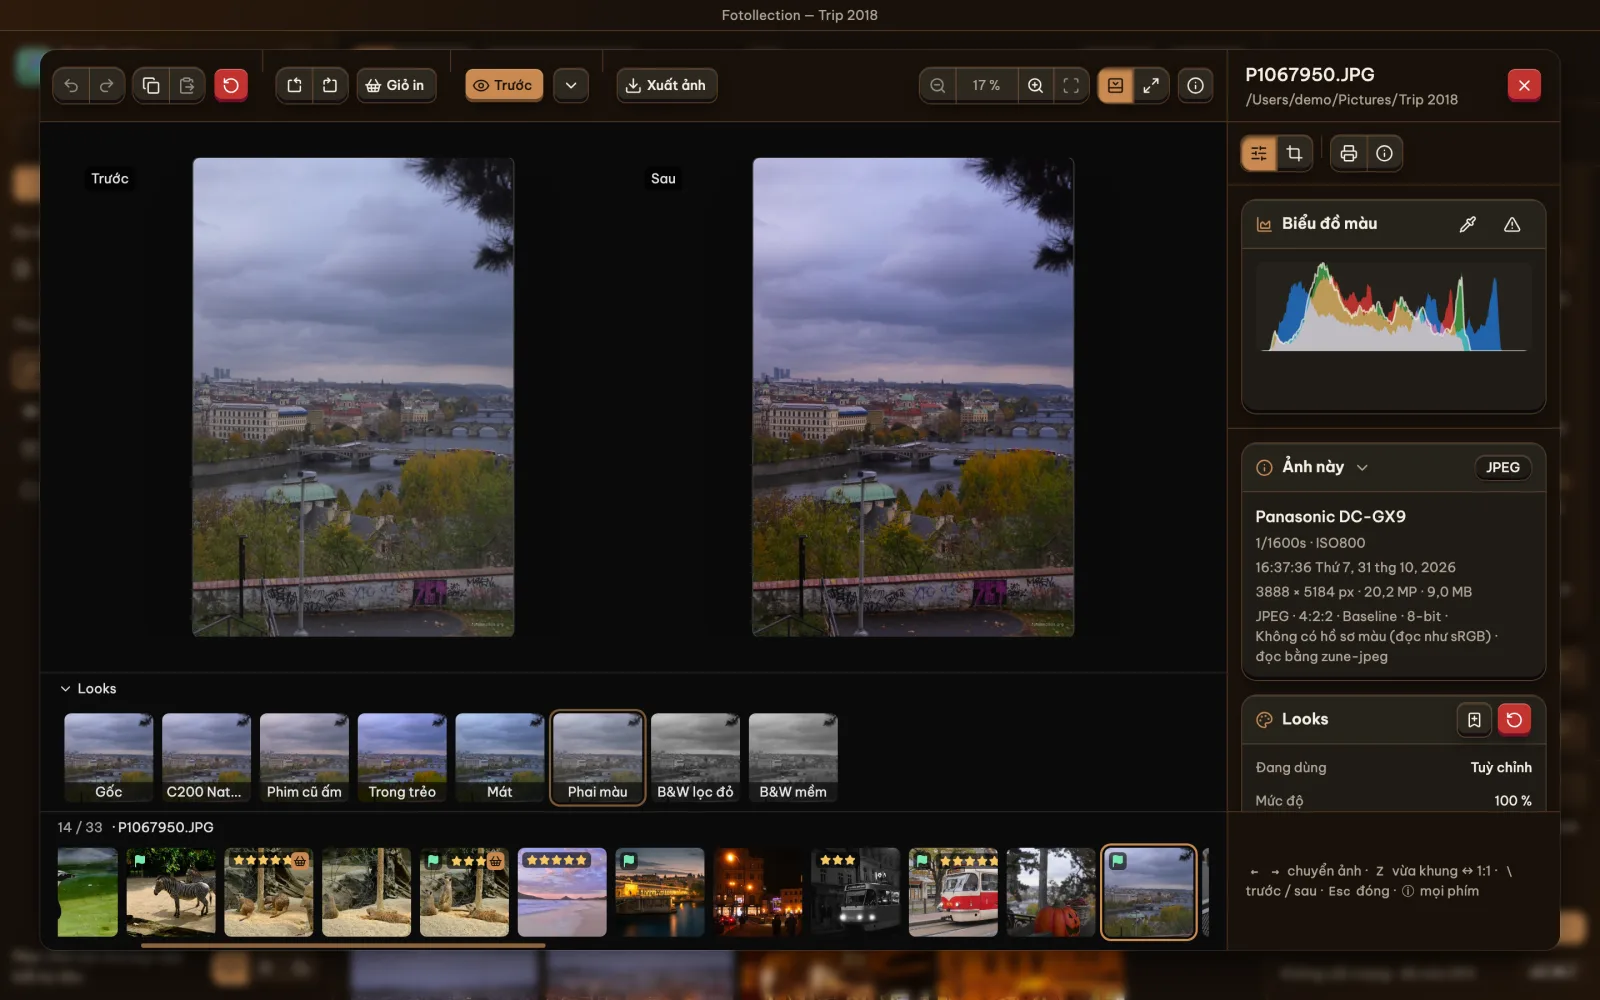 Fotollection — Trip 2018
Giỏ in
Trước
Xuất ảnh
17 %
P1067950.JPG
/Users/demo/Pictures/Trip 2018
Trước
Sau
Biểu đồ màu
Ảnh này
JPEG
Panasonic DC-GX9
1/1600s · ISO800
16:37:36 Thứ 7, 31 thg 10, 2026
3888 × 5184 px · 20,2 MP · 9,0 MB
JPEG · 4:2:2 · Baseline · 8-bit ·
Không có hồ sơ màu (đọc như sRGB) ·
đọc bằng zune-jpeg
Looks
Gốc
C200 Nat...
Phim cũ ấm
Trong trẻo
Mát
Phai màu
B&W lọc đỏ
B&W mềm
Looks
Đang dùng
Tuỳ chỉnh
Mức độ
100 %
14 / 33 · P1067950.JPG
← → chuyển ảnh · Z vừa khung ↔ 1:1 · \
trước / sau · Esc đóng · ⓘ mọi phím